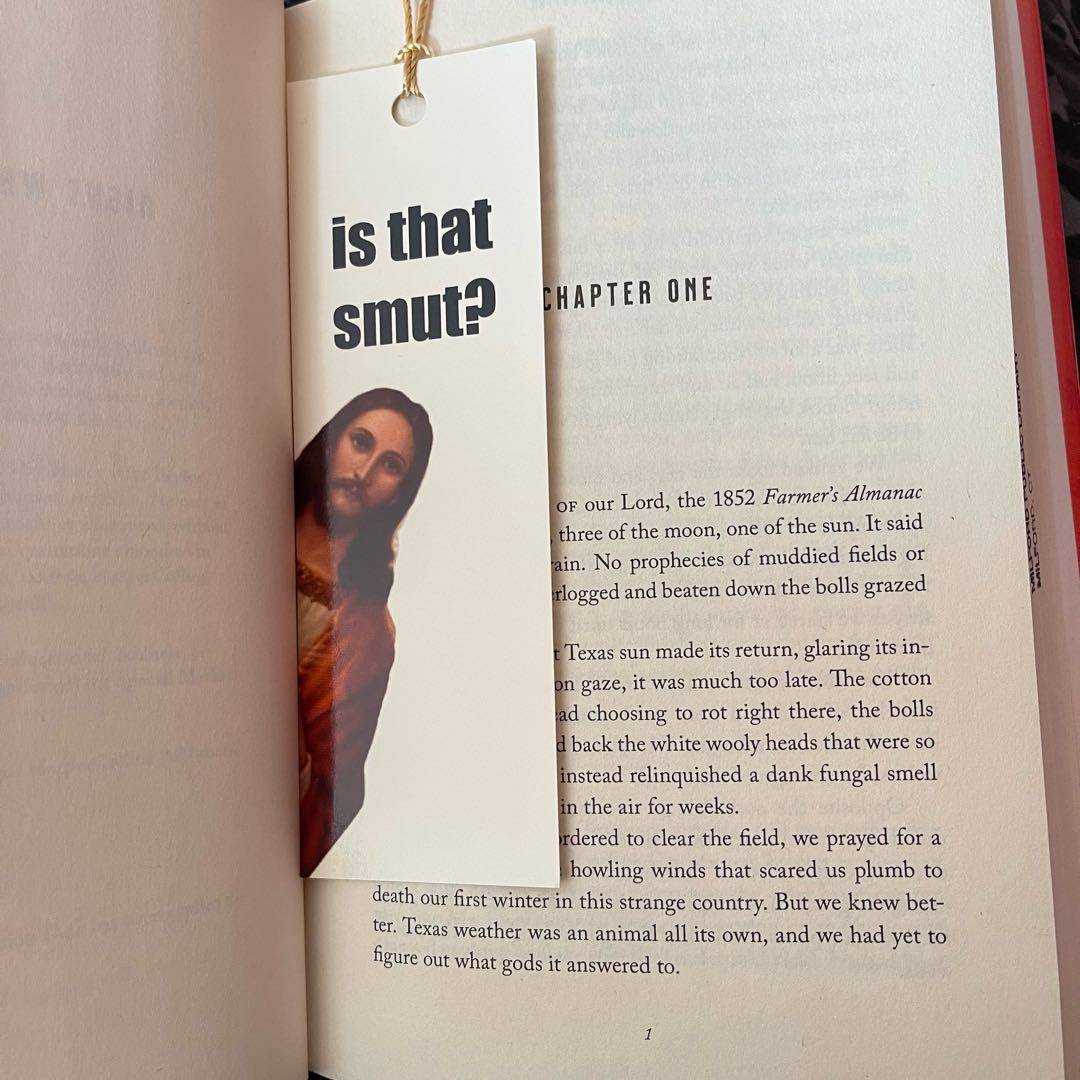 is that
smut?
CHAPTER ONE
OF our Lord, the 1852 Farmer's Almanac
three of the moon, one of the sun. It said
No prophecies of muddied fields or
and beaten down the bolls grazed
Texas sun made its return, glaring its in-
gaze, it was much too late. The cotton
choosing to rot right there, the bolls
back the white wooly heads that were so
instead relinquished a dank fungal smell
in the air for weeks.
to clear the field, we prayed for a
howling winds that scared us plumb to
death our first winter in this strange country. But we knew bet-
ter. Texas weather was an animal all its own, and we had yet to
figure out what gods it answered to.
1
MILFORD PUBLIC LIBRARY
MILFORD, CT